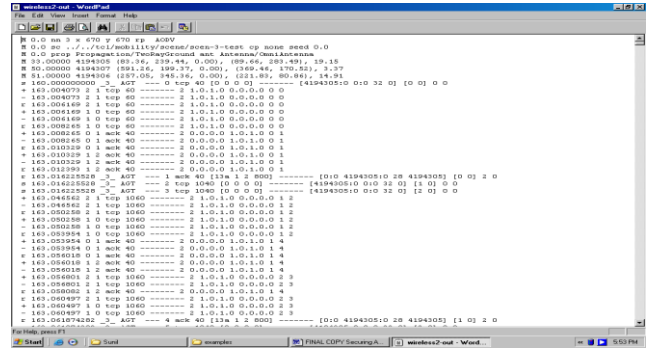 wireless2-out - WordPad
File Edit View Insert Format Help
M 0.0 nn 3 x 670 y 670 rp AODV
M 0.0 sc ../../tcl/mobility/scene/scen-3-test cp none seed 0.0
M 0.0 prop Propagation/TwoRayGround ant Antenna/OmniAntenna
M 33.00000 4194305 (83.36, 239.44, 0.00), (89.66, 283.49), 19.15
M 50.00000 4194307 (591.26, 199.37, 0.00), (369.46, 170.52), 3.37
M 51.00000 4194306 (257.05, 345.36, 0.00), (221.83, 80.86), 14.91
s 160.000000000 _3_ AGT --- 0 tcp 40 [0 0 0 0] ------- [4194305:0 0:0 32 0] [0 0] 0 0
+ 163.004073 2 1 tcp 60 ------- 2 1.0.1.0 0.0.0.0 0 0
- 163.004073 2 1 tcp 60 ------- 2 1.0.1.0 0.0.0.0 0 0
r 163.006169 2 1 tcp 60 ------- 2 1.0.1.0 0.0.0.0 0 0
+ 163.006169 1 0 tcp 60 ------- 2 1.0.1.0 0.0.0.0 0 0
- 163.006169 1 0 tcp 60 ------- 2 1.0.1.0 0.0.0.0 0 0
r 163.008265 1 0 tcp 60 ------- 2 1.0.1.0 0.0.0.0 0 0
+ 163.008265 0 1 ack 40 ------- 2 0.0.0.0 1.0.1.0 0 1
- 163.008265 0 1 ack 40 ------- 2 0.0.0.0 1.0.1.0 0 1
r 163.010329 0 1 ack 40 ------- 2 0.0.0.0 1.0.1.0 0 1
+ 163.010329 1 2 ack 40 ------- 2 0.0.0.0 1.0.1.0 0 1
- 163.010329 1 2 ack 40 ------- 2 0.0.0.0 1.0.1.0 0 1
r 163.012393 1 2 ack 40 ------- 2 0.0.0.0 1.0.1.0 0 1
r 163.016225528 _3_ AGT --- 1 ack 40 [13a 1 2 800] ------- [0:0 4194305:0 28 4194305] [0 0] 2 0
s 163.016225528 _3_ AGT --- 2 tcp 1040 [0 0 0 0] ------- [4194305:0 0:0 32 0] [1 0] 0 0
s 163.016225528 _3_ AGT --- 3 tcp 1040 [0 0 0 0] ------- [4194305:0 0:0 32 0] [2 0] 0 0
+ 163.046562 2 1 tcp 1060 ------- 2 1.0.1.0 0.0.0.0 1 2
- 163.046562 2 1 tcp 1060 ------- 2 1.0.1.0 0.0.0.0 1 2
r 163.050258 2 1 tcp 1060 ------- 2 1.0.1.0 0.0.0.0 1 2
+ 163.050258 1 0 tcp 1060 ------- 2 1.0.1.0 0.0.0.0 1 2
- 163.050258 1 0 tcp 1060 ------- 2 1.0.1.0 0.0.0.0 1 2
r 163.053954 1 0 tcp 1060 ------- 2 1.0.1.0 0.0.0.0 1 2
+ 163.053954 0 1 ack 40 ------- 2 0.0.0.0 1.0.1.0 1 4
- 163.053954 0 1 ack 40 ------- 2 0.0.0.0 1.0.1.0 1 4
r 163.056018 0 1 ack 40 ------- 2 0.0.0.0 1.0.1.0 1 4
+ 163.056018 1 2 ack 40 ------- 2 0.0.0.0 1.0.1.0 1 4
- 163.056018 1 2 ack 40 ------- 2 0.0.0.0 1.0.1.0 1 4
+ 163.056801 2 1 tcp 1060 ------- 2 1.0.1.0 0.0.0.0 2 3
- 163.056801 2 1 tcp 1060 ------- 2 1.0.1.0 0.0.0.0 2 3
r 163.058082 1 2 ack 40 ------- 2 0.0.0.0 1.0.1.0 1 4
r 163.060497 2 1 tcp 1060 ------- 2 1.0.1.0 0.0.0.0 2 3
+ 163.060497 1 0 tcp 1060 ------- 2 1.0.1.0 0.0.0.0 2 3
- 163.060497 1 0 tcp 1060 ------- 2 1.0.1.0 0.0.0.0 2 3
r 163.061874282 _3_ AGT --- 4 ack 40 [13a 1 2 800] ------- [0:0 4194305:0 28 4194305] [1 0] 2 0
For Help, press F1
Start Sunil examples FINAL COPY Securing A... wireless2-out - Word... 5:53 PM